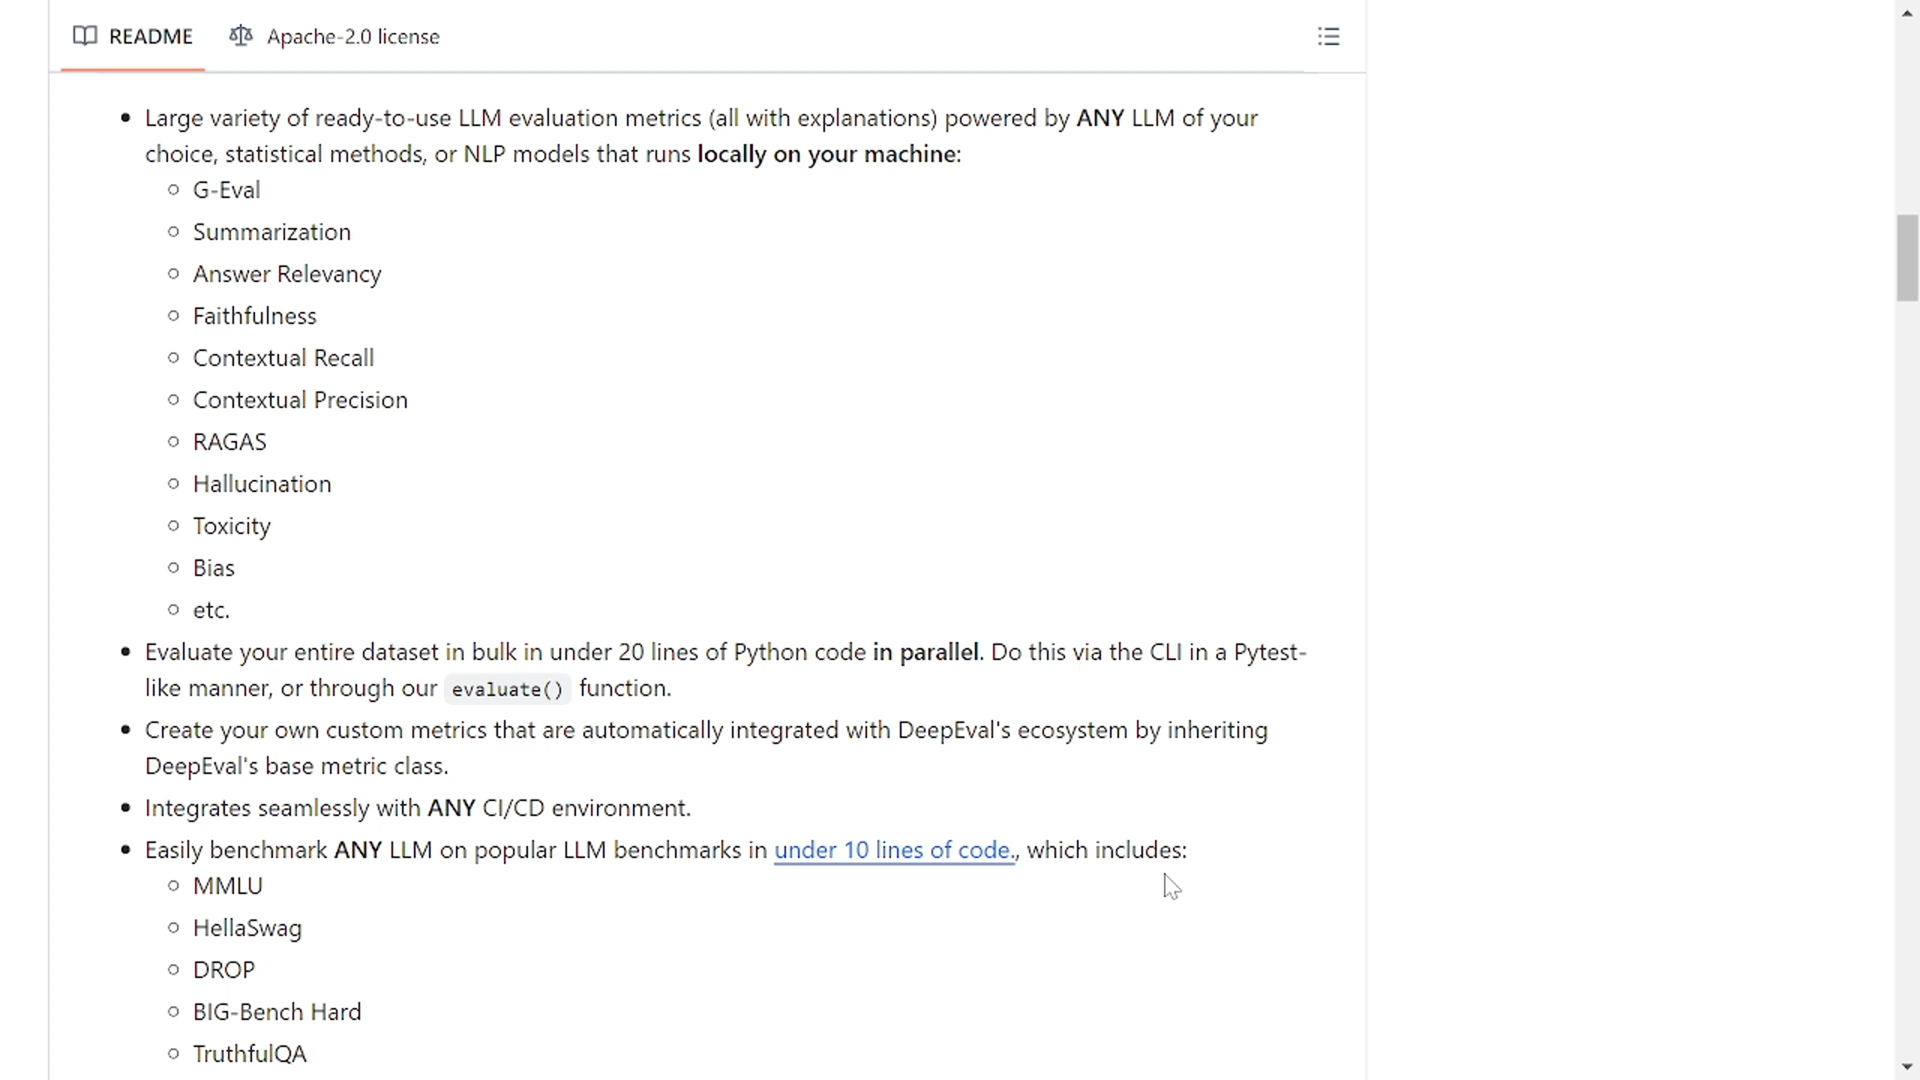 README
Apache-2.0 license
Large variety of ready-to-use LLM evaluation metrics (all with explanations) powered by ANY LLM of your
choice, statistical methods, or NLP models that runs locally on your machine:
G-Eval
Summarization
Answer Relevancy
Faithfulness
Contextual Recall
Contextual Precision
RAGAS
Hallucination
Toxicity
Bias
etc.
Evaluate your entire dataset in bulk in under 20 lines of Python code in parallel. Do this via the CLI in a Pytest-
like manner, or through our evaluate() function.
Create your own custom metrics that are automatically integrated with DeepEval's ecosystem by inheriting
DeepEval's base metric class.
Integrates seamlessly with ANY CI/CD environment.
Easily benchmark ANY LLM on popular LLM benchmarks in under 10 lines of code., which includes:
MMLU
HellaSwag
DROP
BIG-Bench Hard
TruthfulQA